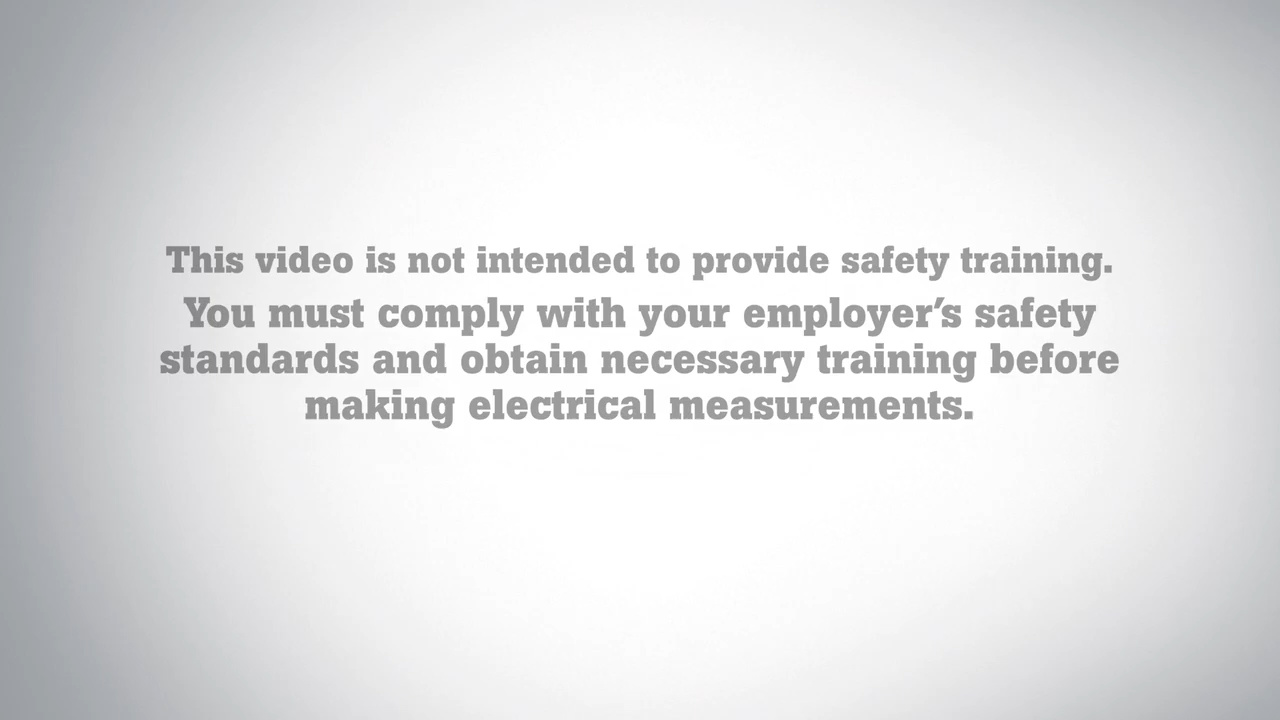 This video is not intended to provide safety training.
You must comply with your employer’s safety
standards and obtain necessary training before
making electrical measurements.